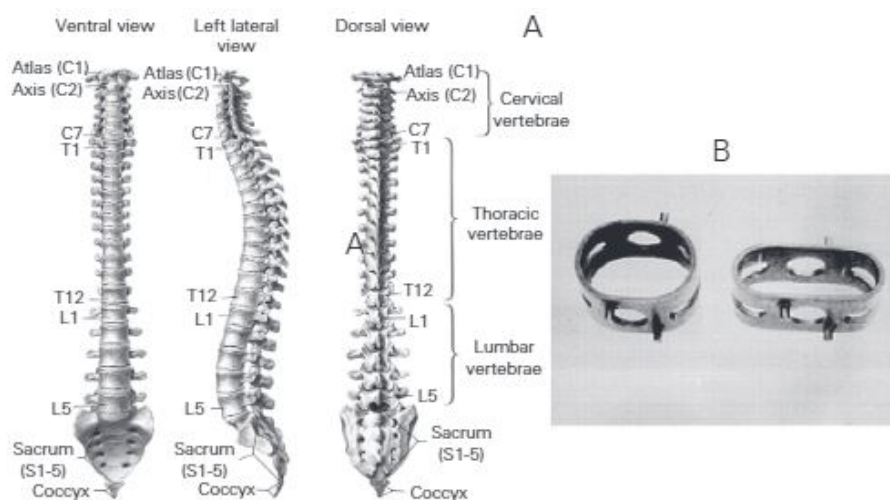 Ventral view
Left lateral
view
Dorsal view
A
Atlas (C1)
Axis (C2)
C7
T1
T12
L1
L5
Sacrum
(S1-5)
Coccyx
Atlas (C1)
Axis(C2)
C7
T1
T12
L1
L5
Sacrum
(S1-5)
Coccyx
Atlas (C1)
Axis (C2)
C7
T1
A
T12
L1
L5
Sacrum
(S1-5)
Coccyx
Cervical
vertebrae
Thoracic
vertebrae
Lumbar
vertebrae
B